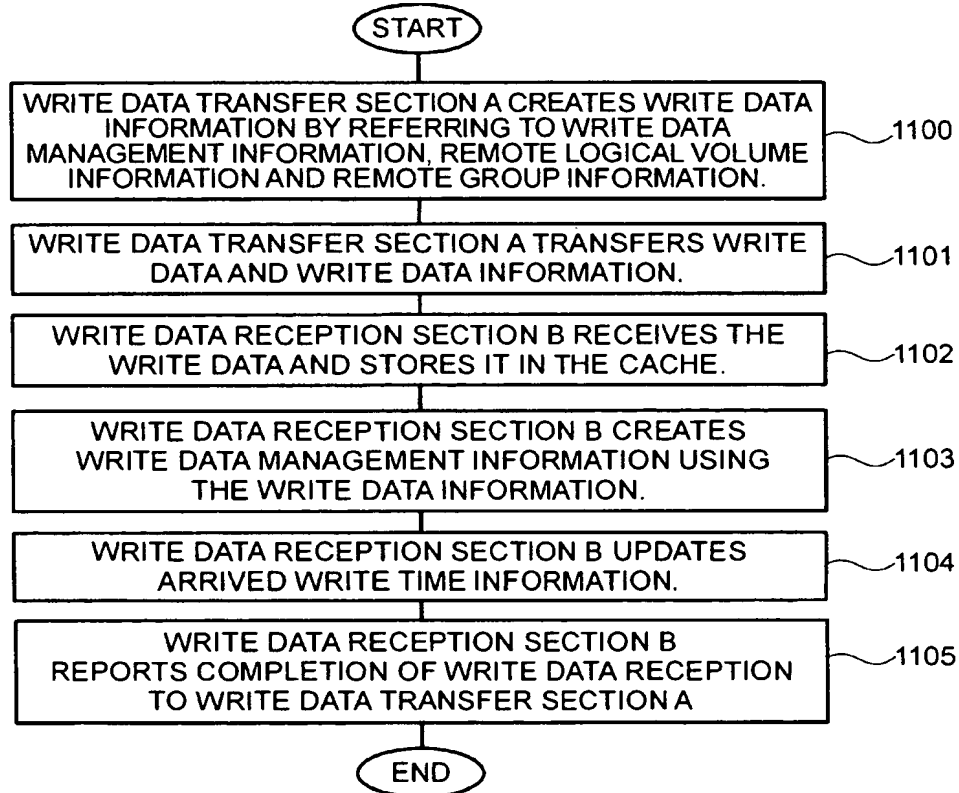 START
WRITE DATA TRANSFER SECTION A CREATES WRITE DATA
INFORMATION BY REFERRING TO WRITE DATA
MANAGEMENT INFORMATION, REMOTE LOGICAL VOLUME
INFORMATION AND REMOTE GROUP INFORMATION.
1100
WRITE DATA TRANSFER SECTION A TRANSFERS WRITE
DATA AND WRITE DATA INFORMATION.
1101
WRITE DATA RECEPTION SECTION B RECEIVES THE
WRITE DATA AND STORES IT IN THE CACHE.
1102
WRITE DATA RECEPTION SECTION B CREATES
WRITE DATA MANAGEMENT INFORMATION USING
THE WRITE DATA INFORMATION.
1103
WRITE DATA RECEPTION SECTION B UPDATES
ARRIVED WRITE TIME INFORMATION.
1104
WRITE DATA RECEPTION SECTION B
REPORTS COMPLETION OF WRITE DATA RECEPTION
TO WRITE DATA TRANSFER SECTION A
1105
END